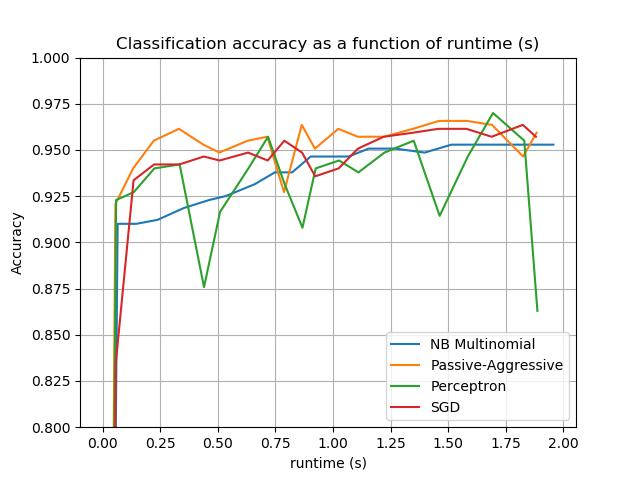 Classification accuracy as a function of runtime (s)
1.000
0.975
0.950
0.925
0.900
0.875
0.850
0.825
0.800
Accuracy
NB Multinomial
Passive-Aggressive
Perceptron
SGD
0.00 0.25 0.50 0.75 1.00 1.25 1.50 1.75 2.00
runtime (s)